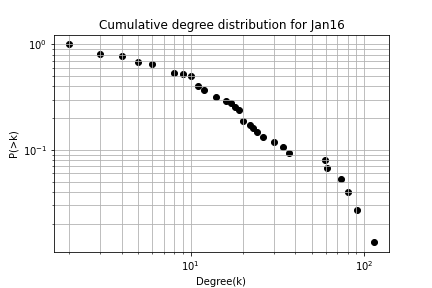 Cumulative degree distribution for Jan16
10⁰
10⁻¹
P(>k)
10¹
10²
Degree(k)